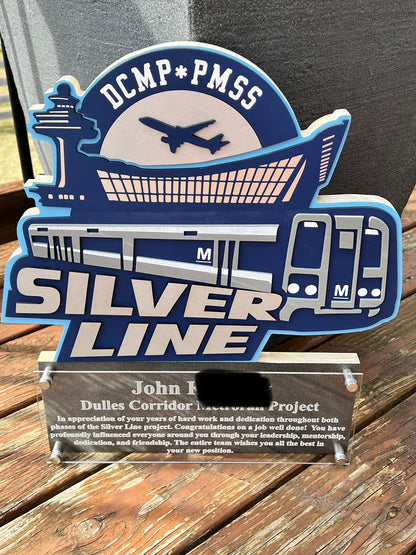 DCMP*PMSS
M
M
SILVER
LINE
John K
Dulles Corridor Metrorail Project
In appreciation of your years of hard work and dedication throughout both
phases of the Silver Line project. Congratulations on a job well done! You have
profoundly influenced everyone around you through your leadership, mentorship,
dedication, and friendship. The entire team wishes you all the best in
your new position.